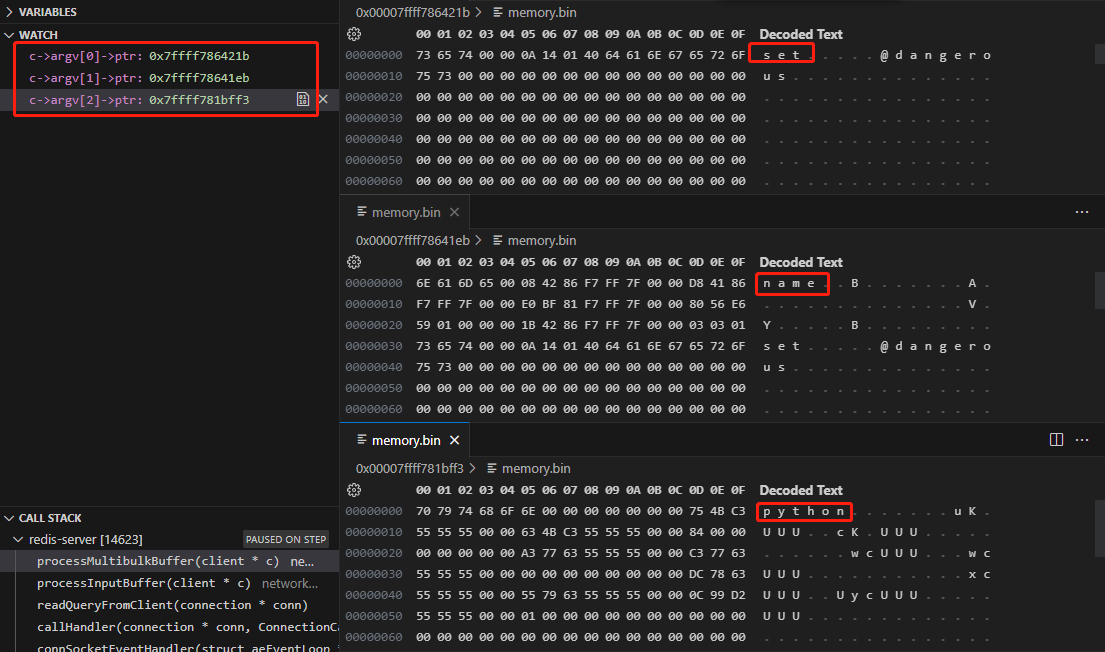 VARIABLES
WATCH
c->argv[0]->ptr: 0x7ffff786421b
c->argv[1]->ptr: 0x7ffff78641eb
c->argv[2]->ptr: 0x7ffff781bff3
CALL STACK
redis-server [14623] PAUSED ON STEP
processMultibulkBuffer(client * c) ne...
processInputBuffer(client * c) network...
readQueryFromClient(connection * conn)
callHandler(connection * conn, ConnectionCa
connSocketEventHandler(struct aeEventLoop *
0x00007ffff786421b > memory.bin
00 01 02 03 04 05 06 07 08 09 0A 0B 0C 0D 0E 0F Decoded Text
00000000 73 65 74 00 00 0A 14 01 40 64 61 6E 67 65 72 6F s e t . . . . . @ d a n g e r o
00000010 75 73 00 00 00 00 00 00 00 00 00 00 00 00 00 00 u s . . . . . . . . . . . . . .
00000020 00 00 00 00 00 00 00 00 00 00 00 00 00 00 00 00 . . . . . . . . . . . . . . . .
00000030 00 00 00 00 00 00 00 00 00 00 00 00 00 00 00 00 . . . . . . . . . . . . . . . .
00000040 00 00 00 00 00 00 00 00 00 00 00 00 00 00 00 00 . . . . . . . . . . . . . . . .
00000050 00 00 00 00 00 00 00 00 00 00 00 00 00 00 00 00 . . . . . . . . . . . . . . . .
00000060 00 00 00 00 00 00 00 00 00 00 00 00 00 00 00 00 . . . . . . . . . . . . . . . .
memory.bin
0x00007ffff78641eb > memory.bin
00 01 02 03 04 05 06 07 08 09 0A 0B 0C 0D 0E 0F Decoded Text
00000000 6E 61 6D 65 00 08 42 86 F7 FF 7F 00 00 D8 41 86 n a m e . . B . . . . . . . A .
00000010 F7 FF 7F 00 00 E0 BF 81 F7 FF 7F 00 00 80 56 E6 . . . . . . . . . . . . . . V .
00000020 59 01 00 00 00 1B 42 86 F7 FF 7F 00 00 03 03 01 Y . . . . . B . . . . . . . . .
00000030 73 65 74 00 00 0A 14 01 40 64 61 6E 67 65 72 6F s e t . . . . . @ d a n g e r o
00000040 75 73 00 00 00 00 00 00 00 00 00 00 00 00 00 00 u s . . . . . . . . . . . . . .
00000050 00 00 00 00 00 00 00 00 00 00 00 00 00 00 00 00 . . . . . . . . . . . . . . . .
00000060 00 00 00 00 00 00 00 00 00 00 00 00 00 00 00 00 . . . . . . . . . . . . . . . .
memory.bin
0x00007ffff781bff3 > memory.bin
00 01 02 03 04 05 06 07 08 09 0A 0B 0C 0D 0E 0F Decoded Text
00000000 70 79 74 68 6F 6E 00 00 00 00 00 00 00 75 4B C3 p y t h o n . . . . . . . u K .
00000010 55 55 55 00 00 63 4B C3 55 55 55 00 00 84 00 00 U U U . . c K . U U U . . . . .
00000020 00 00 00 00 00 A3 77 63 55 55 55 00 00 C3 77 63 . . . . . . w c U U U . . . w c
00000030 55 55 55 00 00 00 00 00 00 00 00 00 00 DC 78 63 U U U . . . . . . . . . . . x c
00000040 55 55 55 00 00 55 79 63 55 55 55 00 00 0C 99 D2 U U U . . U y c U U U . . . . .
00000050 55 55 55 00 00 01 00 00 00 00 00 00 00 00 00 00 U U U . . . . . . . . . . . . .
00000060 00 00 00 00 00 00 00 00 00 00 00 00 00 00 00 00 . . . . . . . . . . . . . . . .